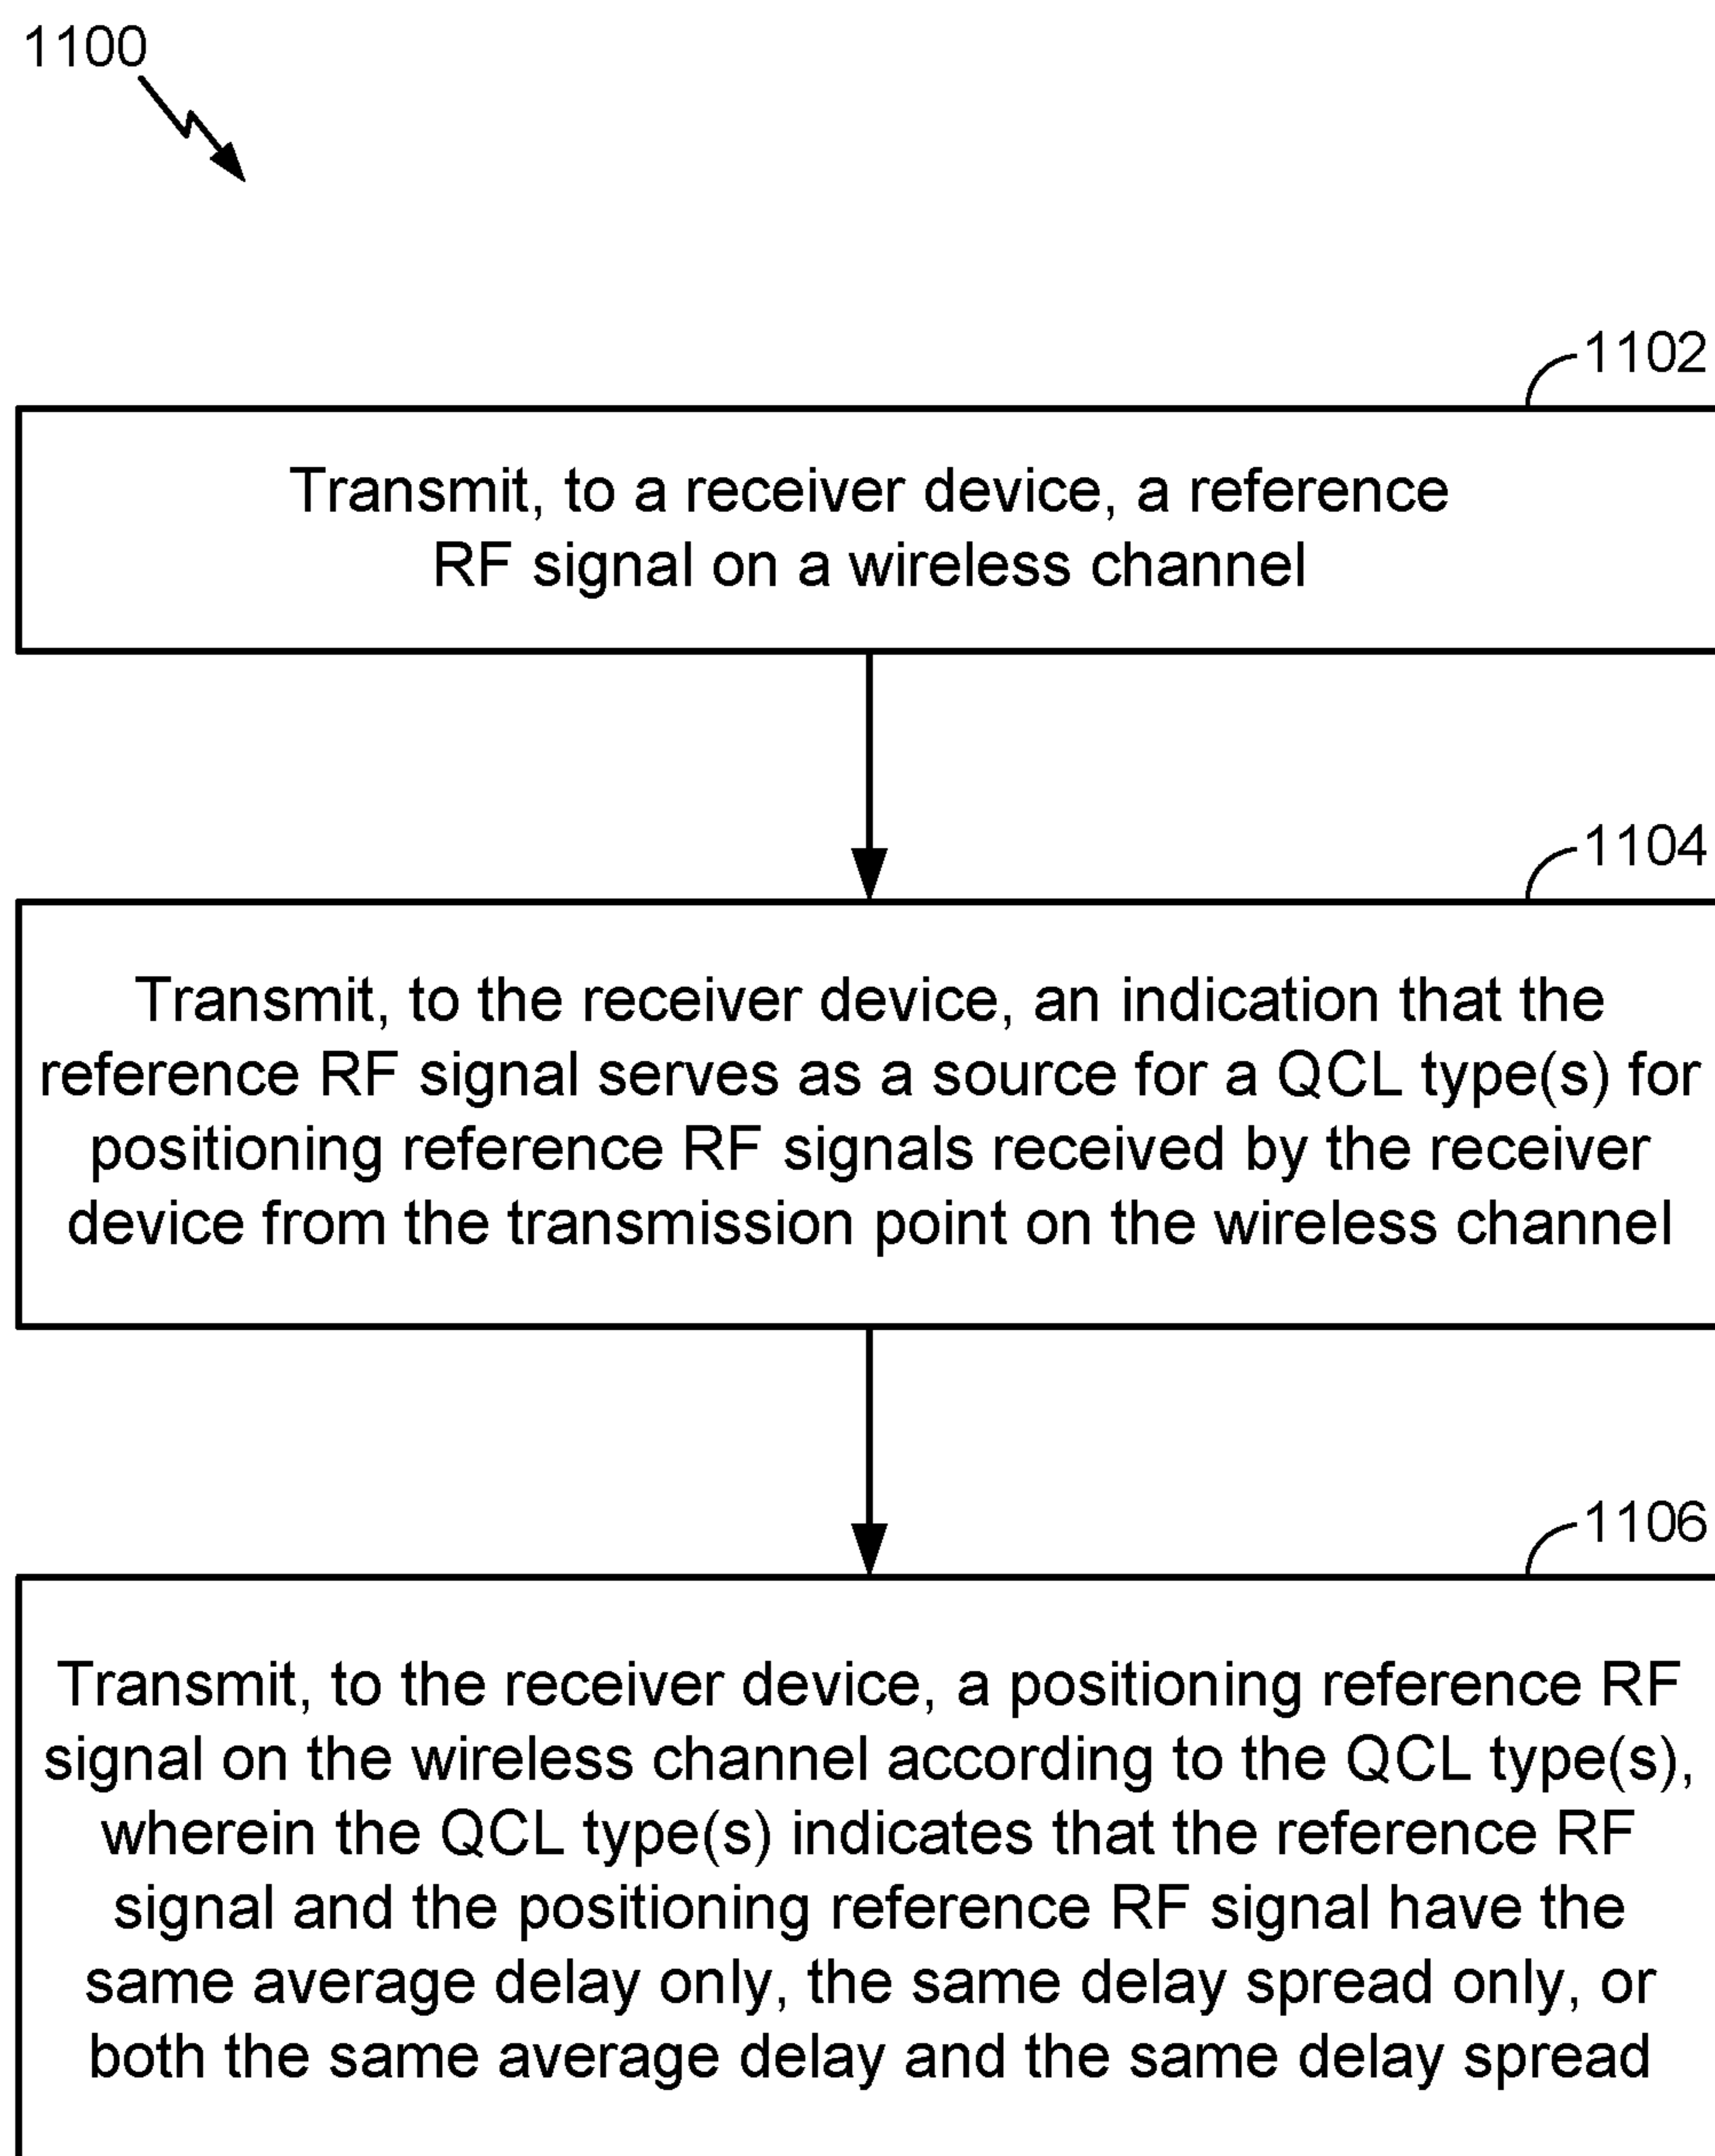 1100
1102
Transmit, to a receiver device, a reference
RF signal on a wireless channel
1104
Transmit, to the receiver device, an indication that the
reference RF signal serves as a source for a QCL type(s) for
positioning reference RF signals received by the receiver
device from the transmission point on the wireless channel
1106
Transmit, to the receiver device, a positioning reference RF
signal on the wireless channel according to the QCL type(s),
wherein the QCL type(s) indicates that the reference RF
signal and the positioning reference RF signal have the
same average delay only, the same delay spread only, or
both the same average delay and the same delay spread